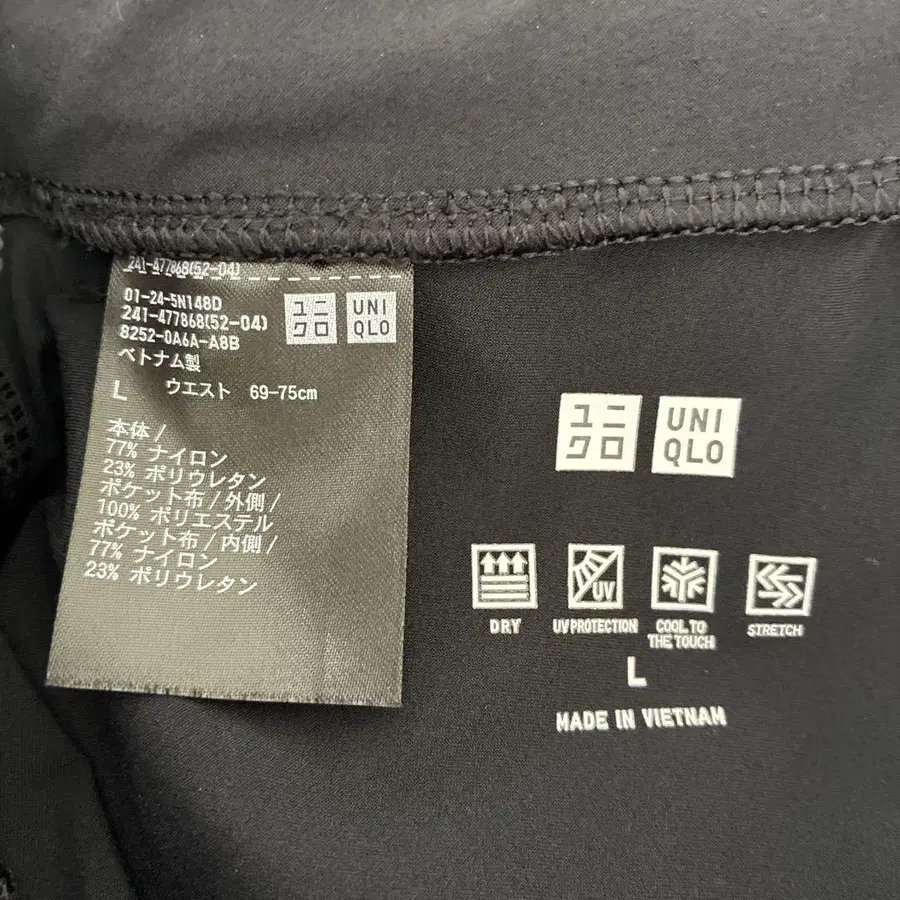 241-477868(52-04)
01-24-5N148D
241-477868(52-04)
8252-0A6A-A8B
ベトナム製
ユニ
クロ
UNI
QLO
L ウエスト 69-75cm
本体/
77% ナイロン
23% ポリウレタン
ポケット布/外側/
100% ポリエステル
ポケット布/内側/
77% ナイロン
23% ポリウレタン
ユニ
クロ
UNI
QLO
DRY
UV
UV PROTECTION
COOL TO
THE TOUCH
STRETCH
L
MADE IN VIETNAM